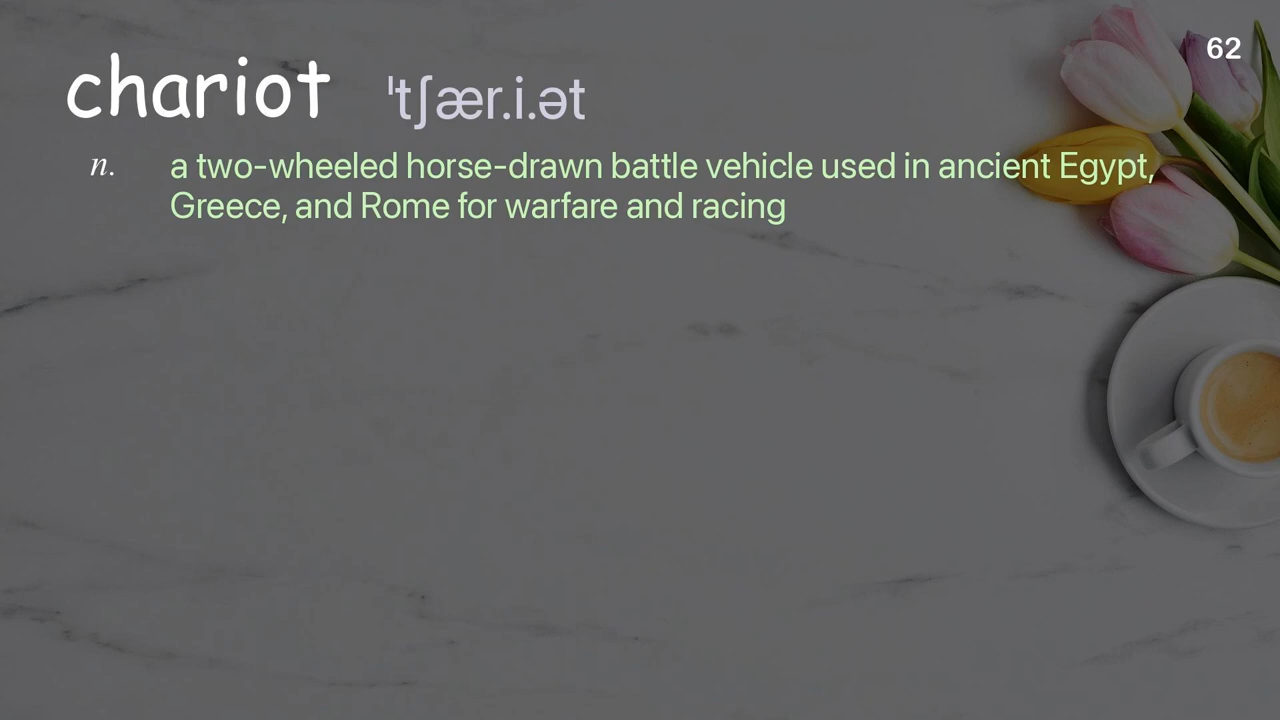 62
chariot ˈtʃær.i.ət
n. a two-wheeled horse-drawn battle vehicle used in ancient Egypt,
Greece, and Rome for warfare and racing